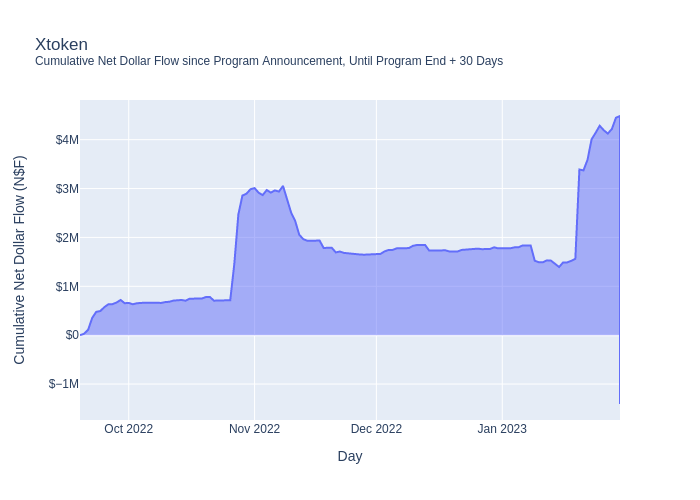 Xtoken
Cumulative Net Dollar Flow since Program Announcement, Until Program End + 30 Days
Cumulative Net Dollar Flow (N$F)
$4M
$3M
$2M
$1M
$0
$−1M
Oct 2022
Nov 2022
Dec 2022
Jan 2023
Day